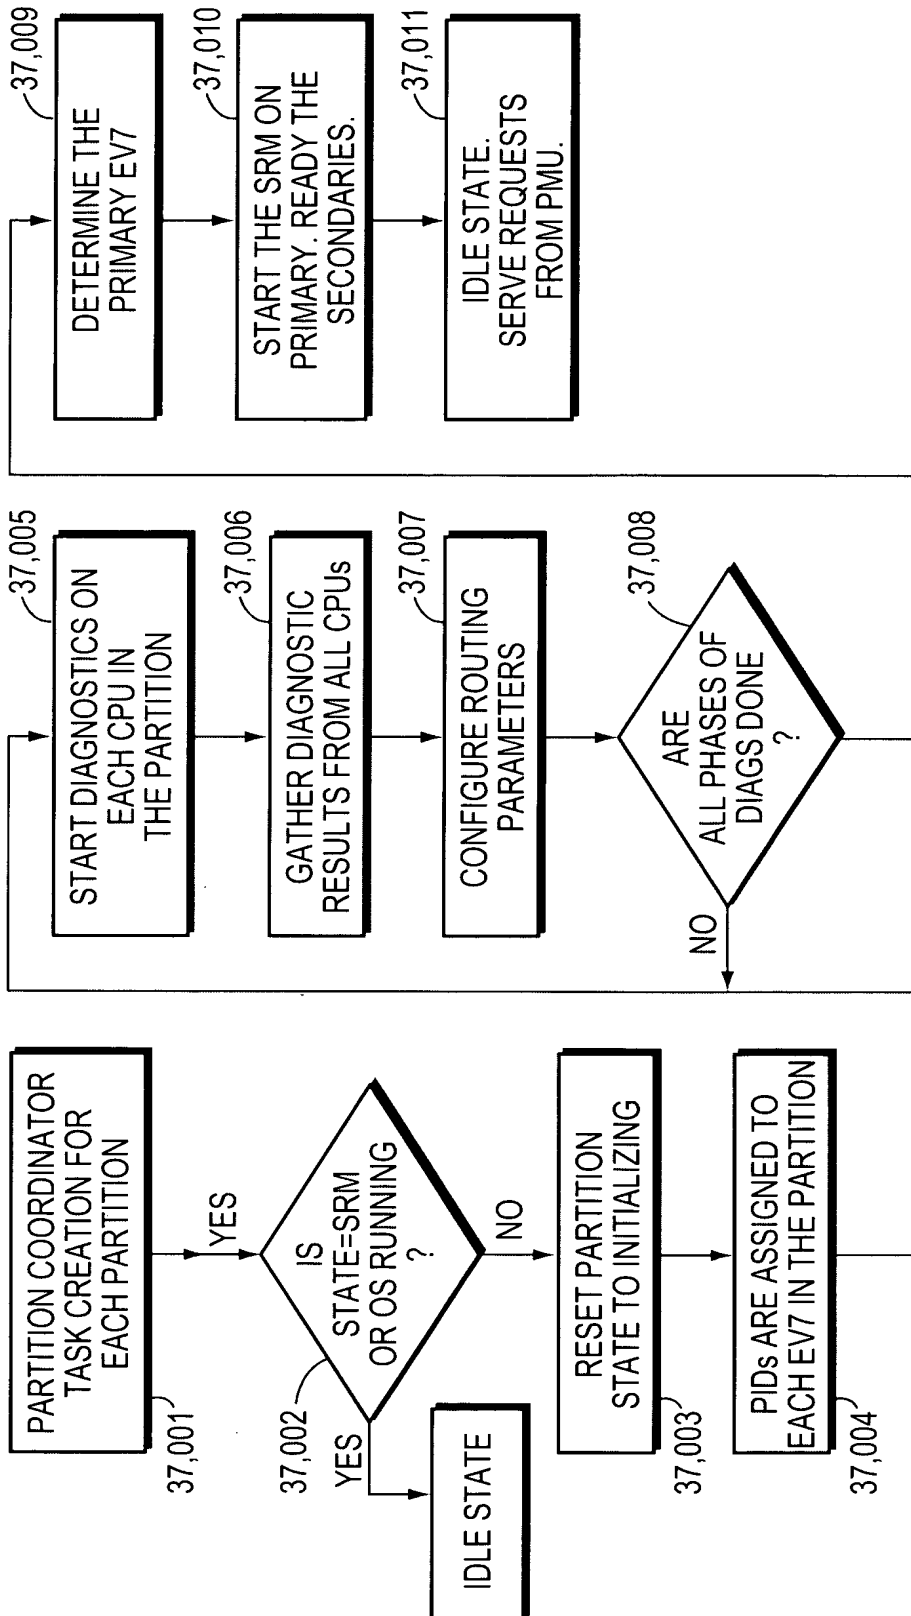 PARTITION COORDINATOR
TASK CREATION FOR
EACH PARTITION
37,001
YES
IS
STATE=SRM
OR OS RUNNING
?
37,002
YES
IDLE STATE
NO
RESET PARTITION
STATE TO INITIALIZING
37,003
PIDs ARE ASSIGNED TO
EACH EV7 IN THE PARTITION
37,004
37,005
START DIAGNOSTICS ON
EACH CPU IN
THE PARTITION
37,006
GATHER DIAGNOSTIC
RESULTS FROM ALL CPUs
37,007
CONFIGURE ROUTING
PARAMETERS
37,008
ARE
ALL PHASES OF
DIAGS DONE
?
NO
37,009
DETERMINE THE
PRIMARY EV7
37,010
START THE SRM ON
PRIMARY. READY THE
SECONDARIES.
37,011
IDLE STATE.
SERVE REQUESTS
FROM PMU.